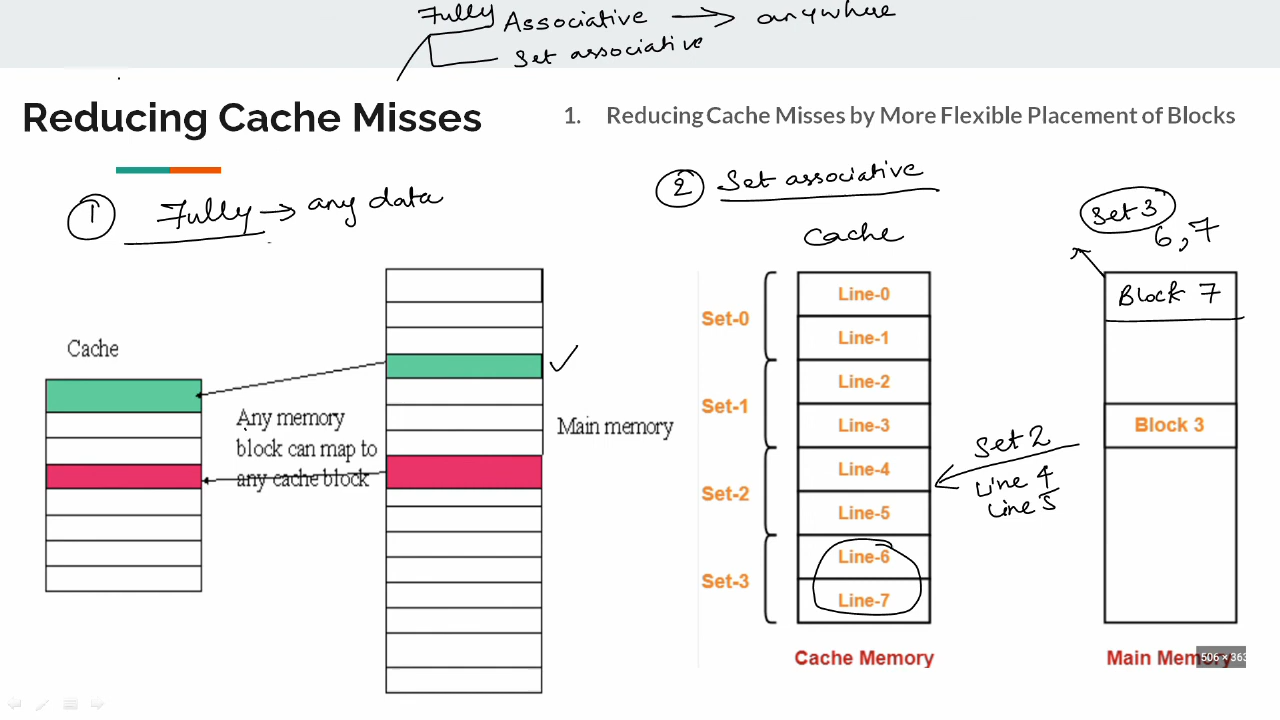 Fully Associative → anywhere
Set associative
Reducing Cache Misses
1. Reducing Cache Misses by More Flexible Placement of Blocks
① Fully → any data
② Set associative
Cache
Any memory
block can map to
any cache block
Main memory
Cache
Set-0
Line-0
Line-1
Set-1
Line-2
Line-3
Set-2
Line-4
Line-5
Set-3
Line-6
Line-7
Cache Memory
Set 2
Line 4
Line 5
Set 3
6, 7
Block 7
Block 3
Main Memory
506 × 363